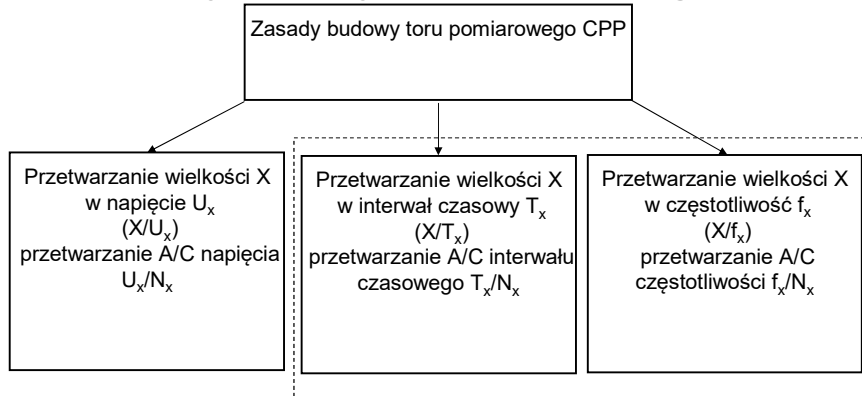 Zasady budowy toru pomiarowego CPP
Przetwarzanie wielkości X
w napięcie Uₓ
(X/Uₓ)
przetwarzanie A/C napięcia
Uₓ/Nₓ
Przetwarzanie wielkości X
w interwał czasowy Tₓ
(X/Tₓ)
przetwarzanie A/C interwału
czasowego Tₓ/Nₓ
Przetwarzanie wielkości X
w częstotliwość fₓ
(X/fₓ)
przetwarzanie A/C
częstotliwości fₓ/Nₓ